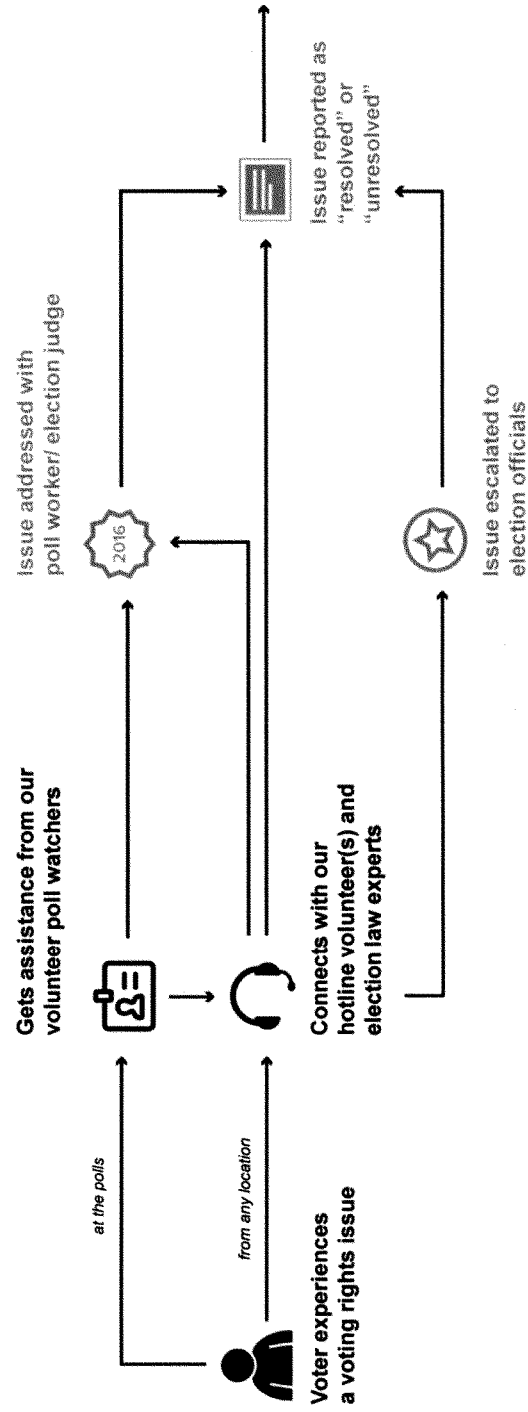 Voter experiences
a voting rights issue
at the polls
from any location
Gets assistance from our
volunteer poll watchers
Connects with our
hotline volunteer(s) and
election law experts
Issue addressed with
poll worker/ election judge
2016
Issue escalated to
election officials
Issue reported as
“resolved” or
“unresolved”